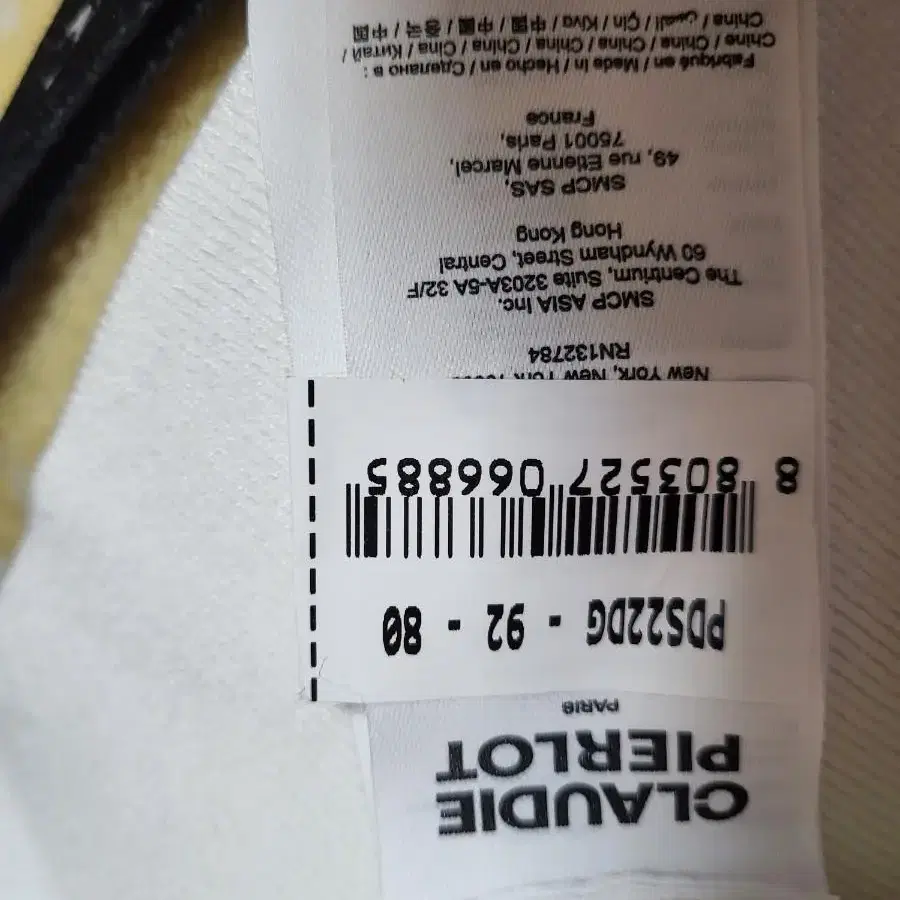 CLAUDIE
PIERLOT
PARIS
PDS22DG - 92 - 80
8 803527 066885
New York, New York
RN132784
SMCP ASIA Inc.
The Centrium, Suite 3203A-5A 32/F
60 Wyndham Street, Central
Hong Kong
SMCP SAS,
49, rue Etienne Marcel,
75001 Paris,
France
Fabriqué en / Made in / Hecho en / Сделано в :
Chine / China / China / China / Cina / Китай /
China / الصين / Çin / Kīva / 中国 / 中國 / 중국 / 中国